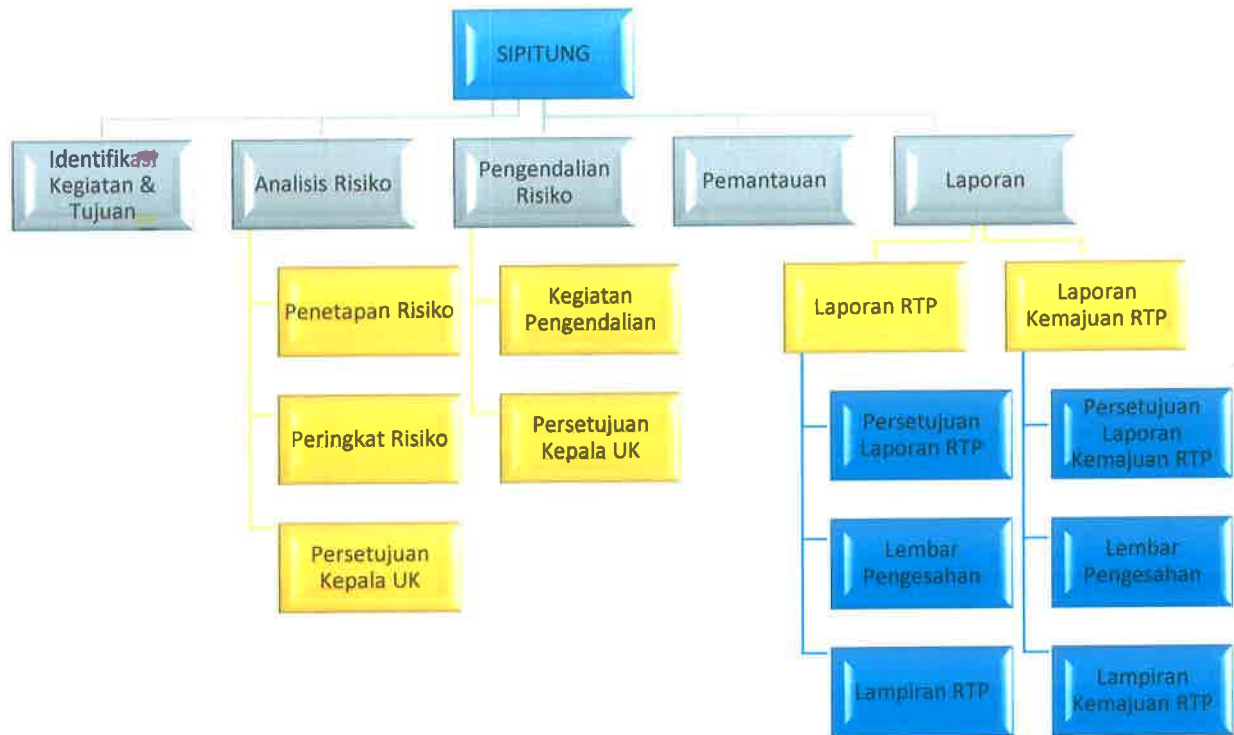 SIPITUNG
Identifikasi
Kegiatan &
Tujuan
Analisis Risiko
Pengendalian
Risiko
Pemantauan
Laporan
Penetapan Risiko
Peringkat Risiko
Persetujuan
Kepala UK
Kegiatan
Pengendalian
Persetujuan
Kepala UK
Laporan RTP
Persetujuan
Laporan RTP
Lembar
Pengesahan
Lampiran RTP
Laporan
Kemajuan RTP
Persetujuan
Laporan
Kemajuan RTP
Lembar
Pengesahan
Lampiran
Kemajuan RTP